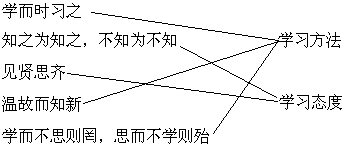 学而时习之
知之为知之，不知为不知
学习方法
见贤思齐
温故而知新
学习态度
学而不思则罔，思而不学则殆